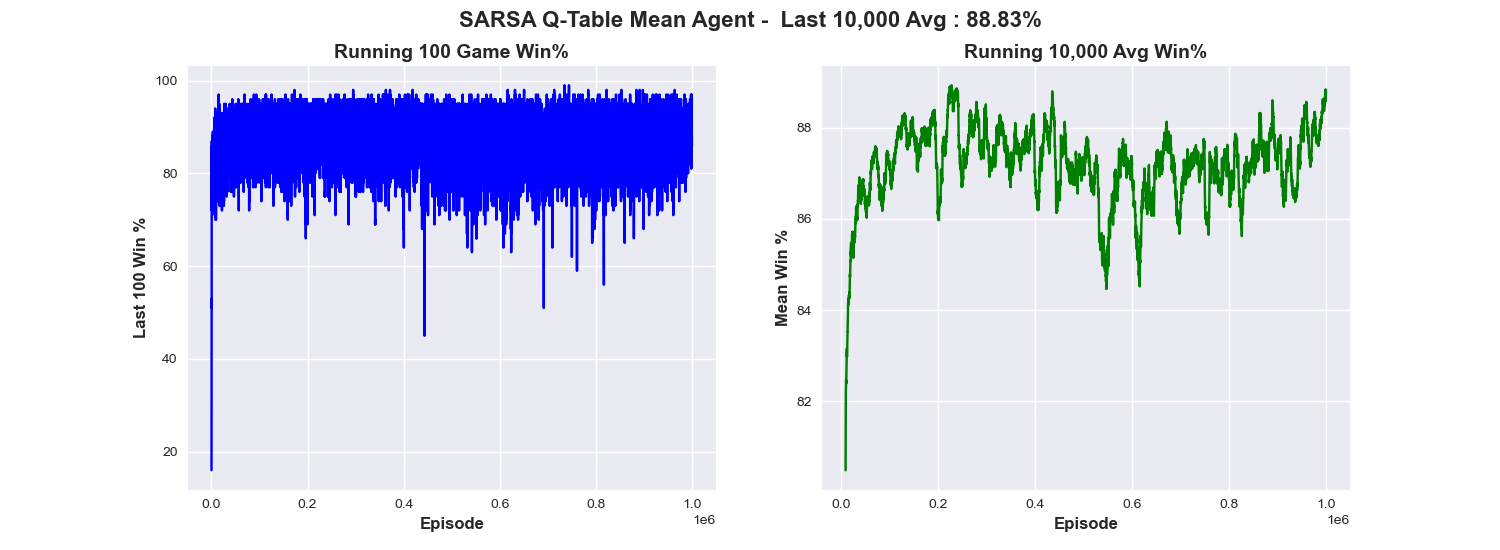 SARSA Q-Table Mean Agent -  Last 10,000 Avg : 88.83%
Running 100 Game Win%
Last 100 Win %
100
80
60
40
20
0.0 0.2 0.4 0.6 0.8 1.0
1e6
Episode
Running 10,000 Avg Win%
Mean Win %
88
86
84
82
0.0 0.2 0.4 0.6 0.8 1.0
1e6
Episode